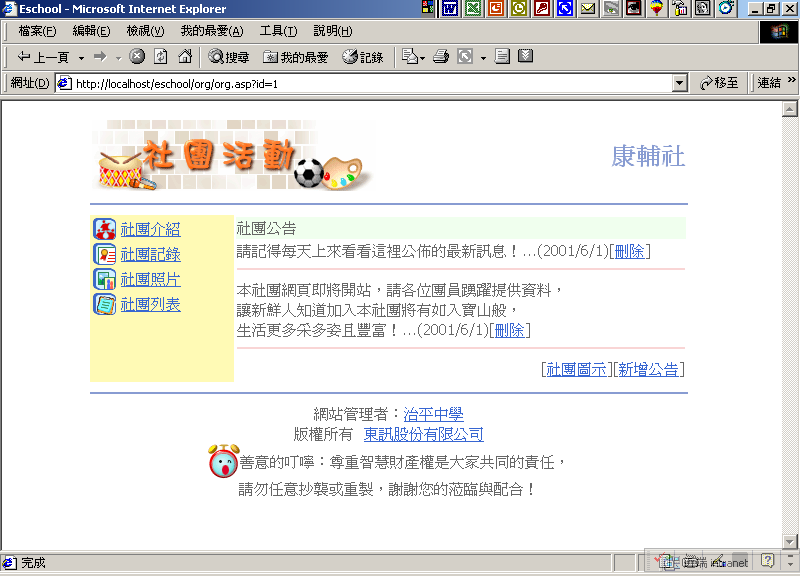 Eschool - Microsoft Internet Explorer
檔案(F) 編輯(E) 檢視(V) 我的最愛(A) 工具(T) 說明(H)
上一頁 搜尋 我的最愛 記錄
網址(D) http://localhost/eschool/org/org.asp?id=1 移至 連結 »
社團活動
康輔社
社團介紹
社團記錄
社團照片
社團列表
社團公告
請記得每天上來看看這裡公佈的最新訊息！...(2001/6/1)[刪除]
本社團網頁即將開站，請各位團員踴躍提供資料，
讓新鮮人知道加入本社團將有如入寶山般，
生活更多采多姿且豐富！...(2001/6/1)[刪除]
[社團圖示][新增公告]
網站管理者：治平中學
版權所有 東訊股份有限公司
善意的叮嚀：尊重智慧財產權是大家共同的責任，
請勿任意抄襲或重製，謝謝您的蒞臨與配合！
完成 intranet